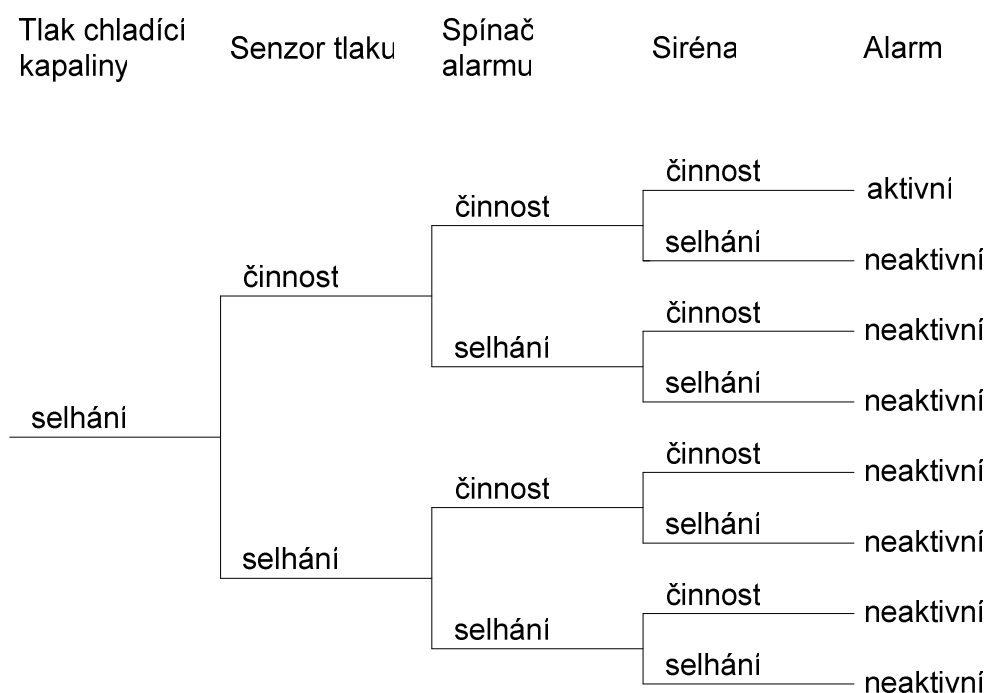 Tlak chladící
kapaliny
Senzor tlaku
Spínač
alarmu
Siréna
Alarm
činnost
aktivní
činnost
selhání
neaktivní
činnost
činnost
neaktivní
selhání
selhání
neaktivní
selhání
činnost
neaktivní
činnost
selhání
neaktivní
selhání
činnost
neaktivní
selhání
selhání
neaktivní